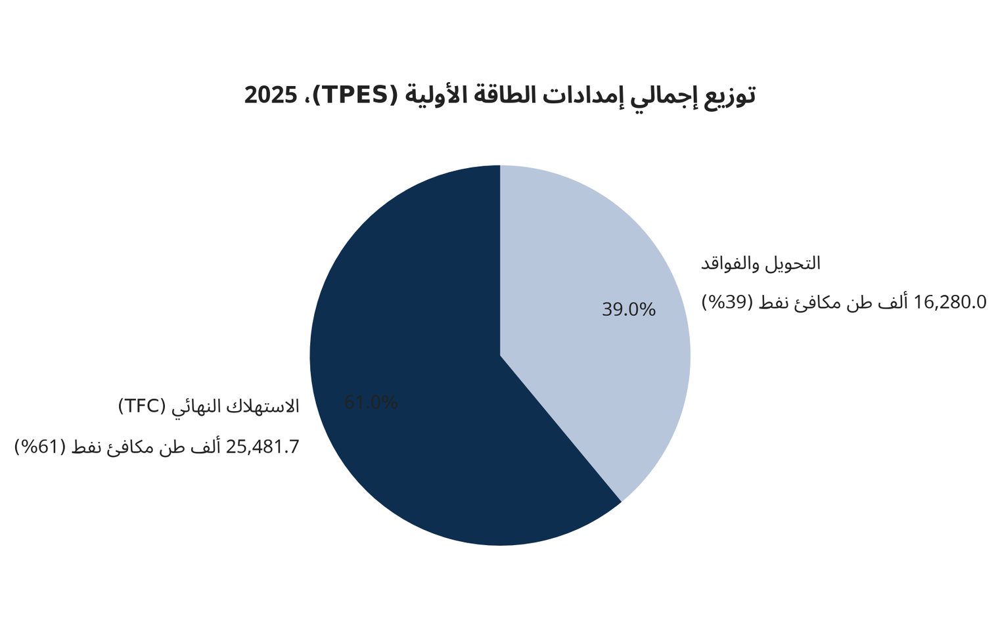 توزيع إجمالي إمدادات الطاقة الأولية (TPES)، 2025
التحويل والفواقد
16,280.0 ألف طن مكافئ نفط (39%)
39.0%
61.0%
الاستهلاك النهائي (TFC)
25,481.7 ألف طن مكافئ نفط (61%)